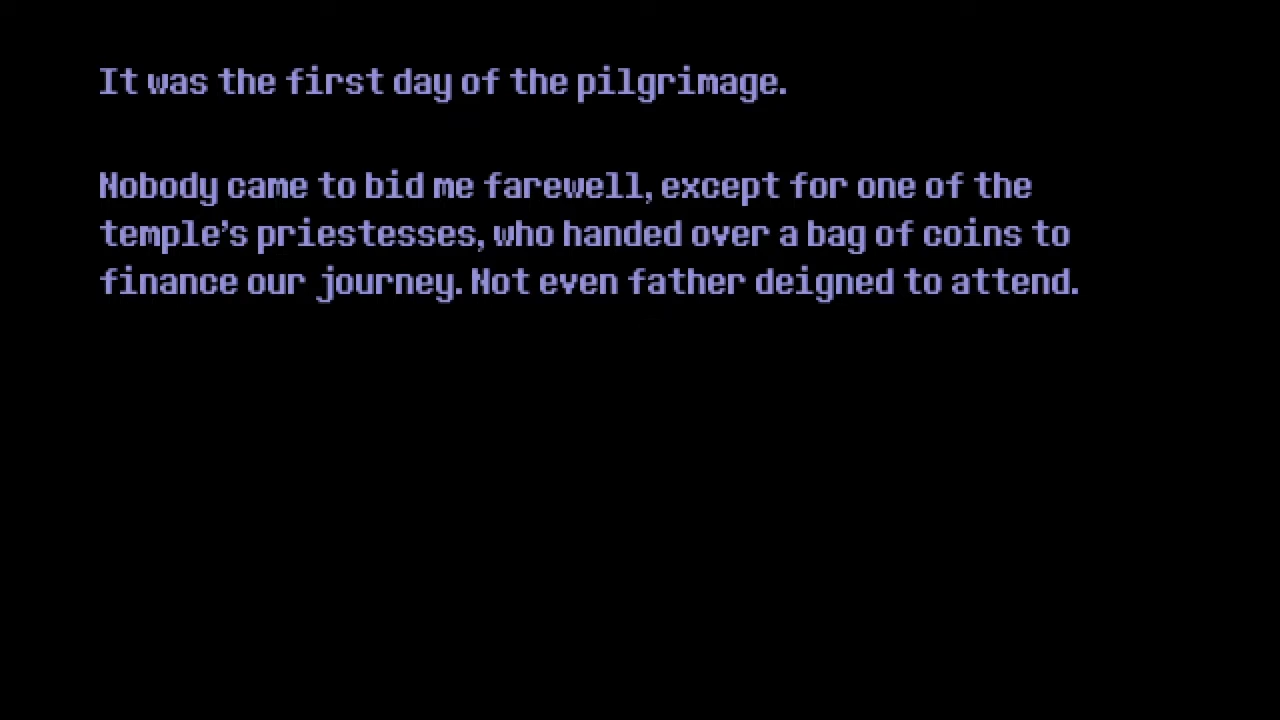 It was the first day of the pilgrimage.
Nobody came to bid me farewell, except for one of the
temple's priestesses, who handed over a bag of coins to
finance our journey. Not even father deigned to attend.